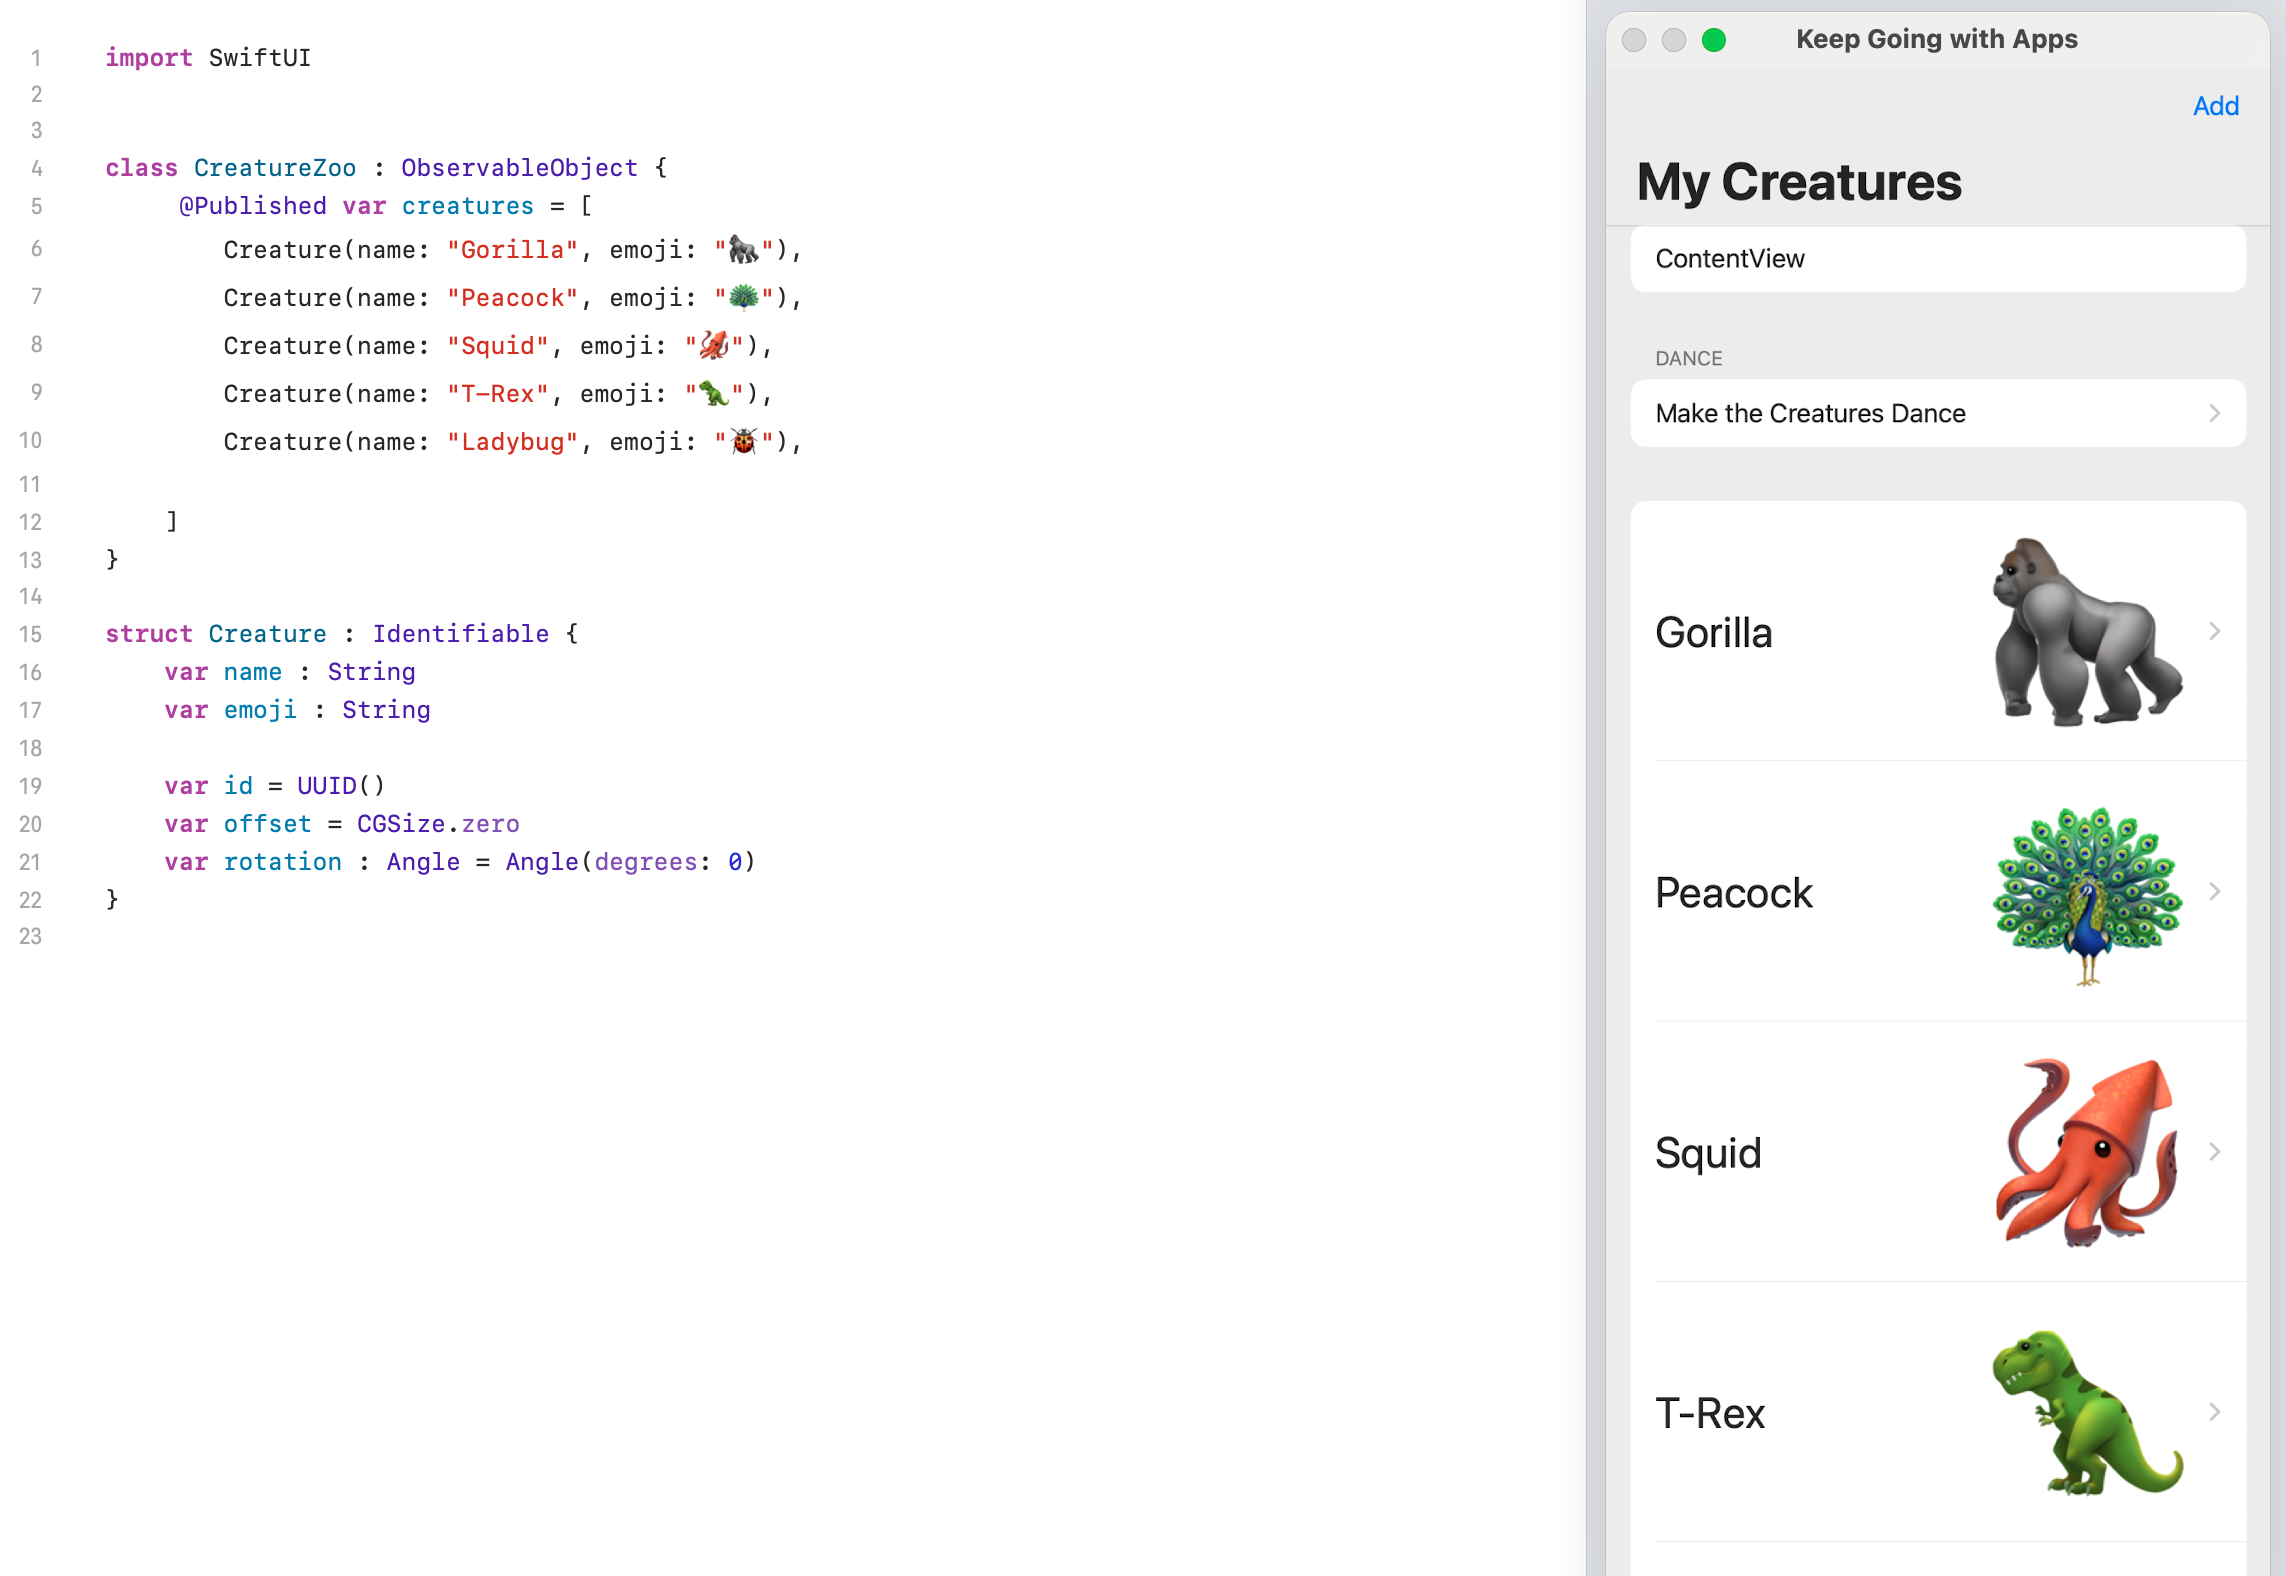 1 import SwiftUI
2
3
4 class CreatureZoo : ObservableObject {
5 @Published var creatures = [
6 Creature(name: "Gorilla", emoji: "🦍"),
7 Creature(name: "Peacock", emoji: "🦚"),
8 Creature(name: "Squid", emoji: "🦑"),
9 Creature(name: "T-Rex", emoji: "🦖"),
10 Creature(name: "Ladybug", emoji: "🐞"),
11
12 ]
13 }
14
15 struct Creature : Identifiable {
16 var name : String
17 var emoji : String
18
19 var id = UUID()
20 var offset = CGSize.zero
21 var rotation : Angle = Angle(degrees: 0)
22 }
23
Keep Going with Apps
Add
My Creatures
ContentView
DANCE
Make the Creatures Dance
Gorilla
Peacock
Squid
T-Rex